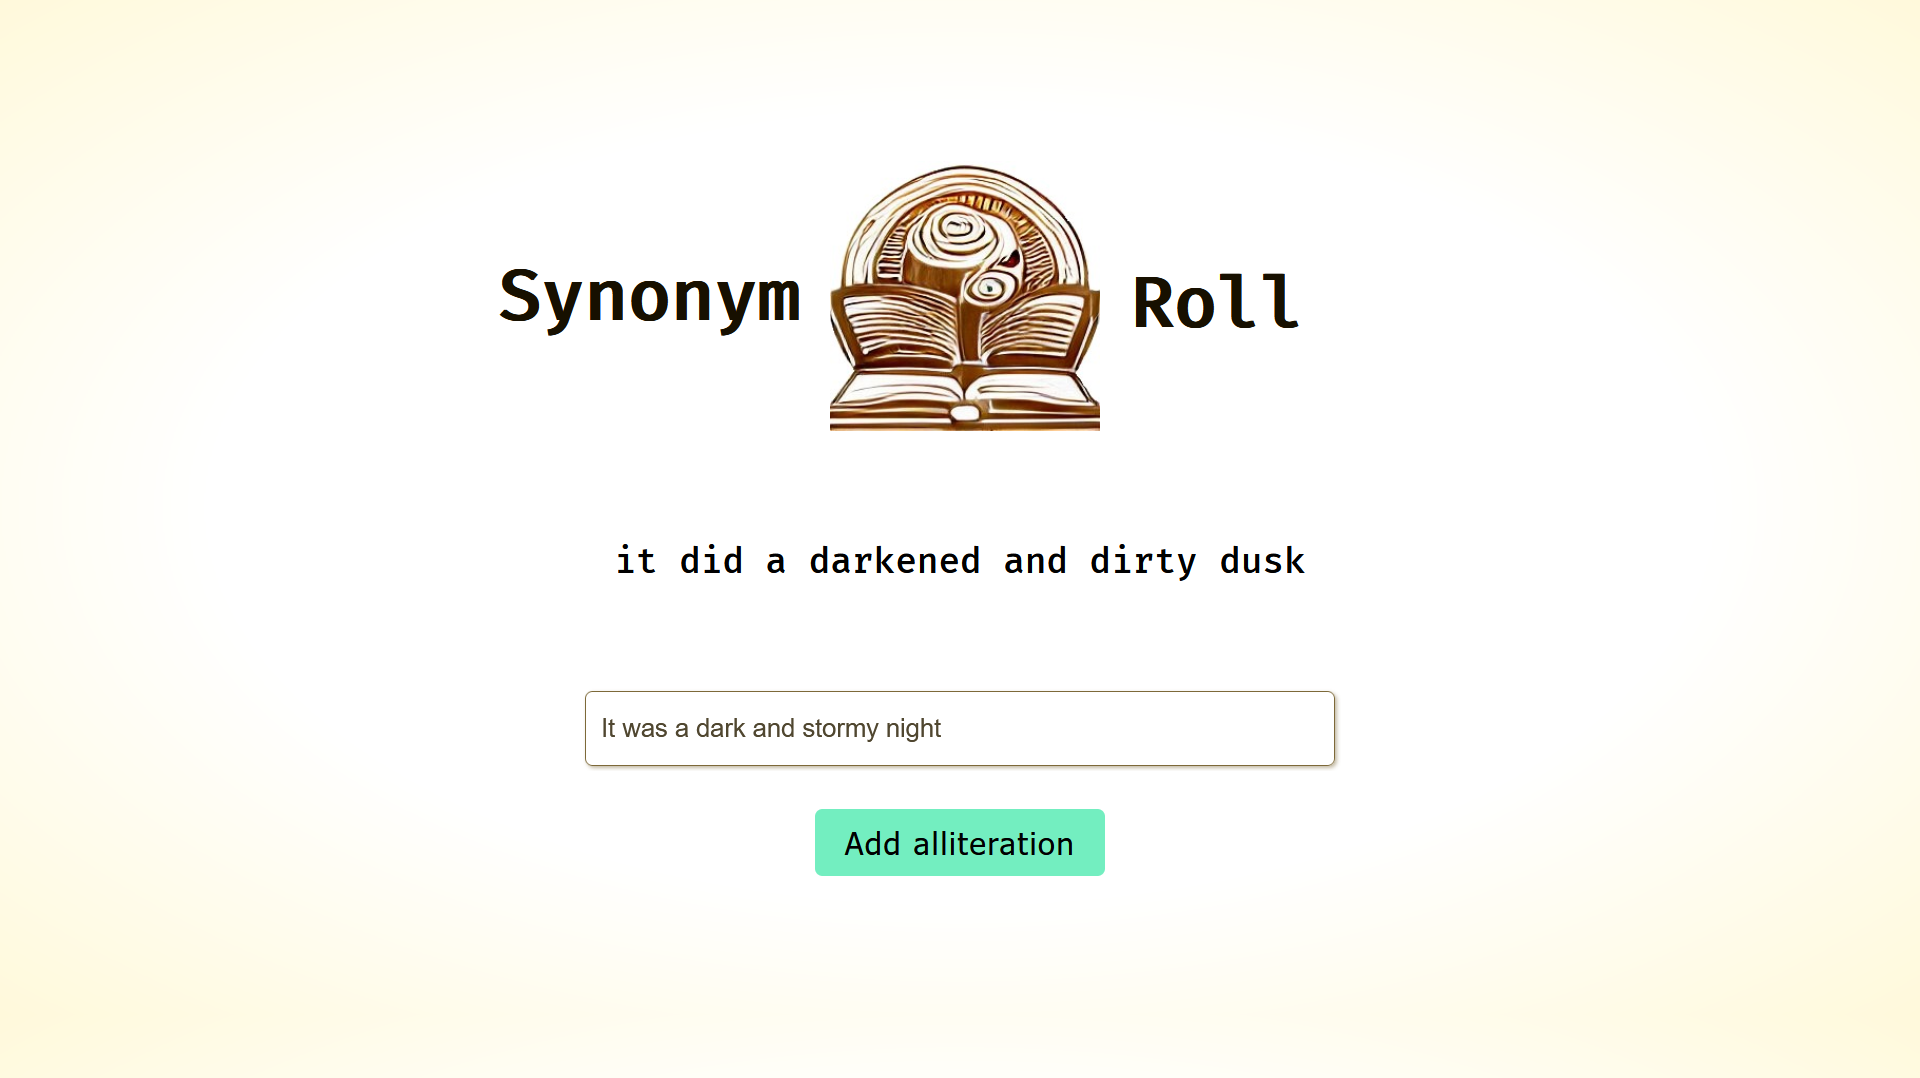 Synonym Roll
it did a darkened and dirty dusk
It was a dark and stormy night
Add alliteration